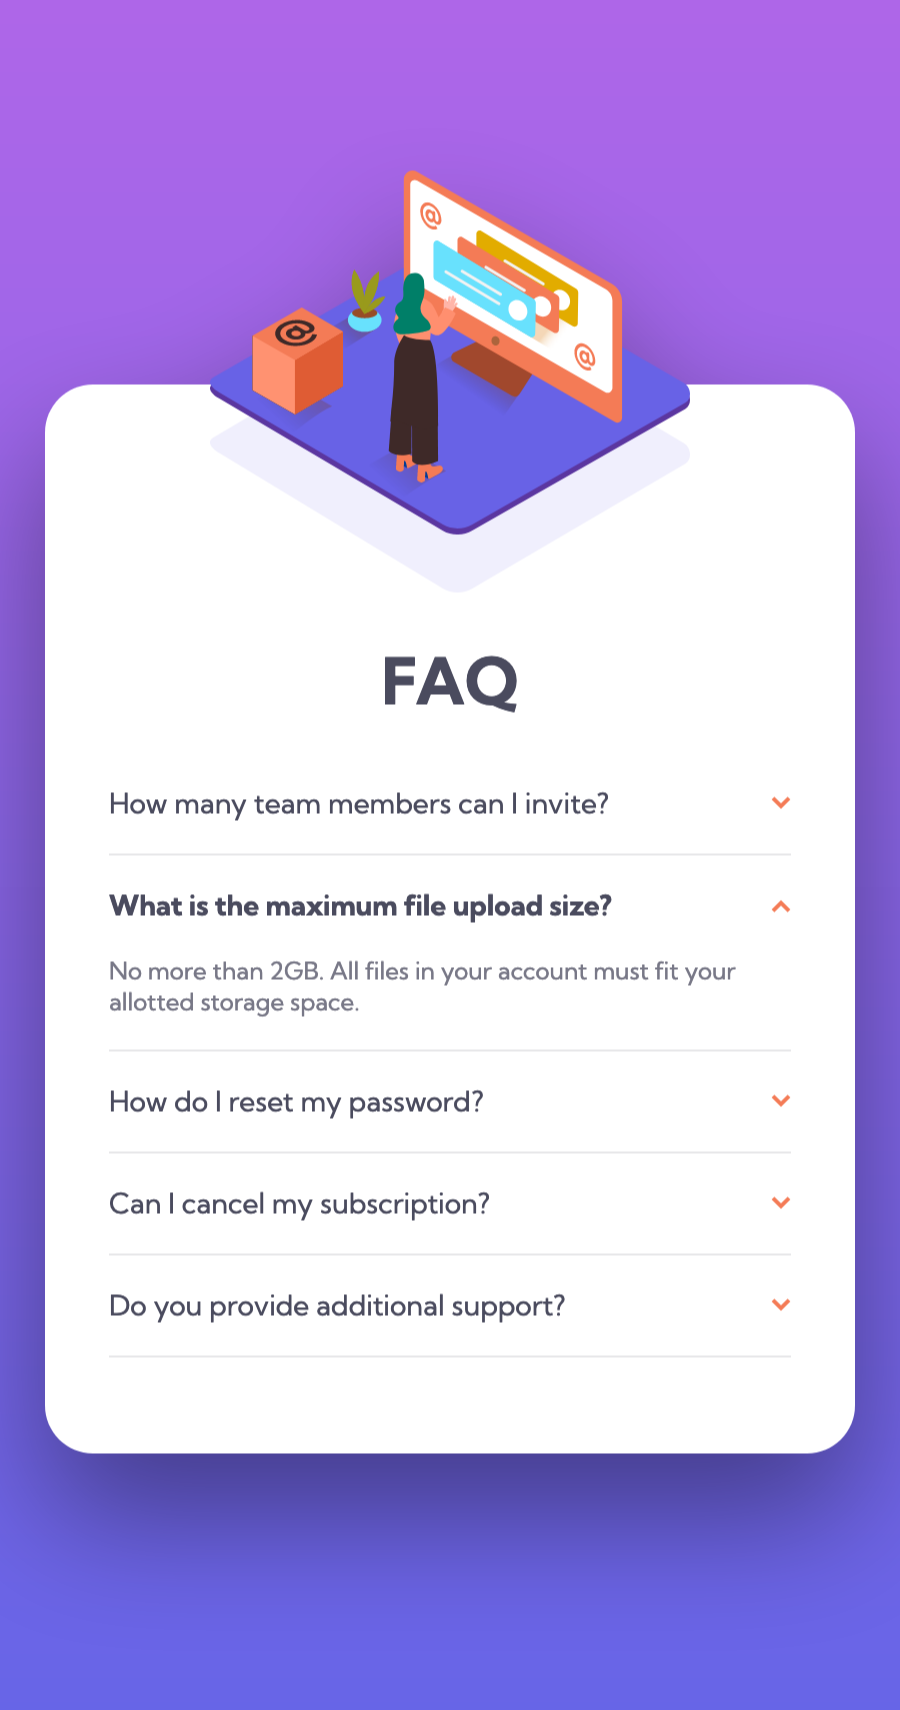 @
@
@
FAQ
How many team members can I invite?
What is the maximum file upload size?
No more than 2GB. All files in your account must fit your
allotted storage space.
How do I reset my password?
Can I cancel my subscription?
Do you provide additional support?